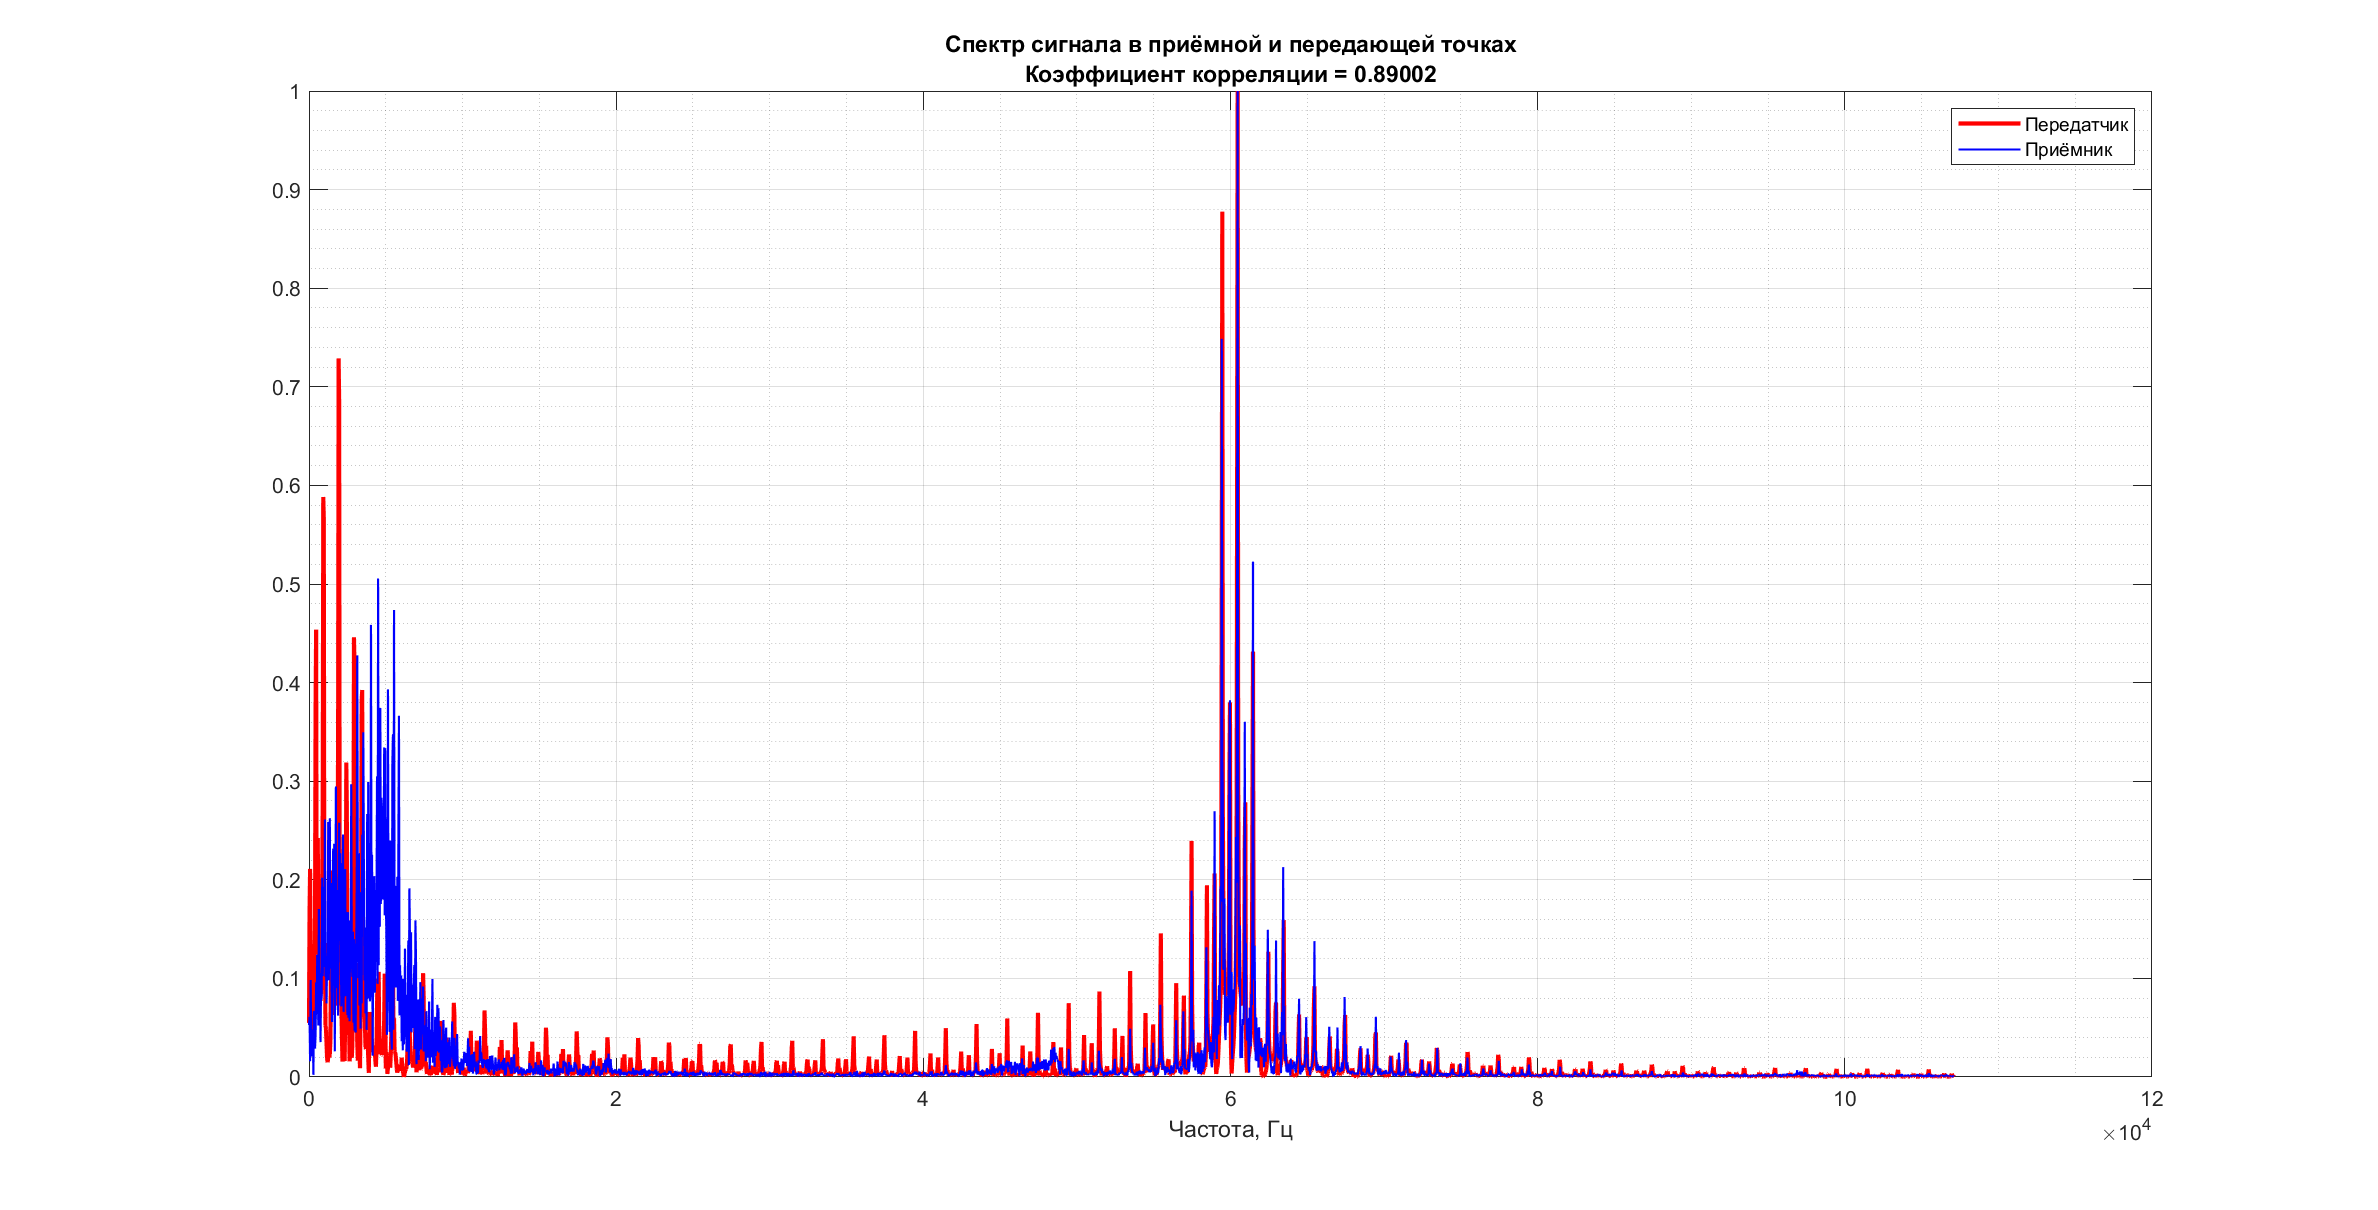 Спектр сигнала в приёмной и передающей точках
Коэффициент корреляции = 0.89002
Передатчик
Приёмник
1
0.9
0.8
0.7
0.6
0.5
0.4
0.3
0.2
0.1
0
0 2 4 6 8 10 12
Частота, Гц
×10⁴